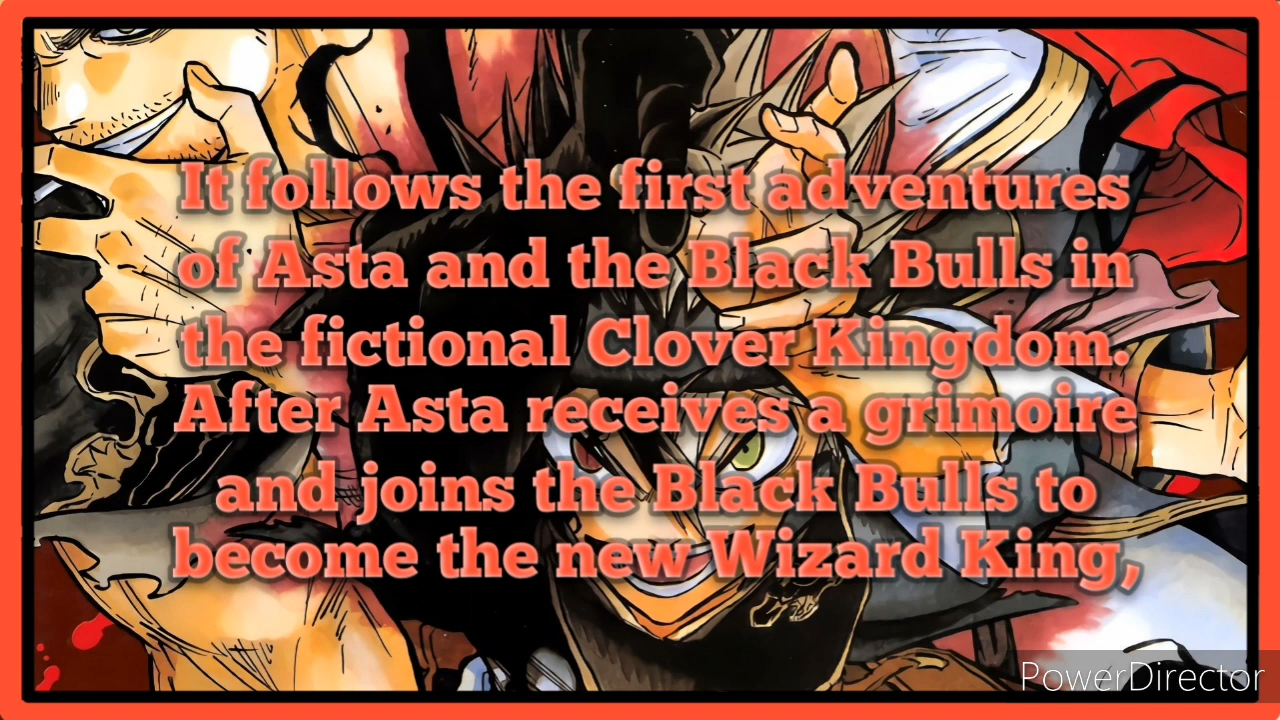 It follows the first adventures
of Asta and the Black Bulls in
the fictional Clover Kingdom.
After Asta receives a grimoire
and joins the Black Bulls to
become the new Wizard King,
PowerDirector